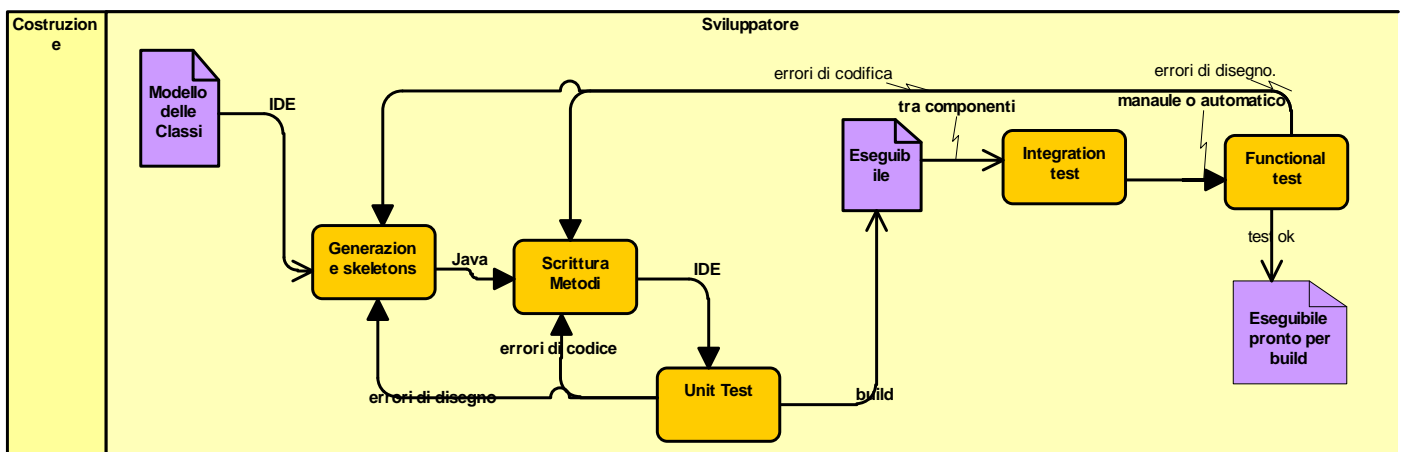 Costruzion
e
Sviluppatore
Modello
delle
Classi
IDE
errori di codifica
errori di disegno.
tra componenti
manaule o automatico
Eseguib
ile
Integration
test
Functional
test
Generazion
e skeletons
Java
Scrittura
Metodi
IDE
test ok
Eseguibile
pronto per
build
errori di codice
Unit Test
errori di disegno
build